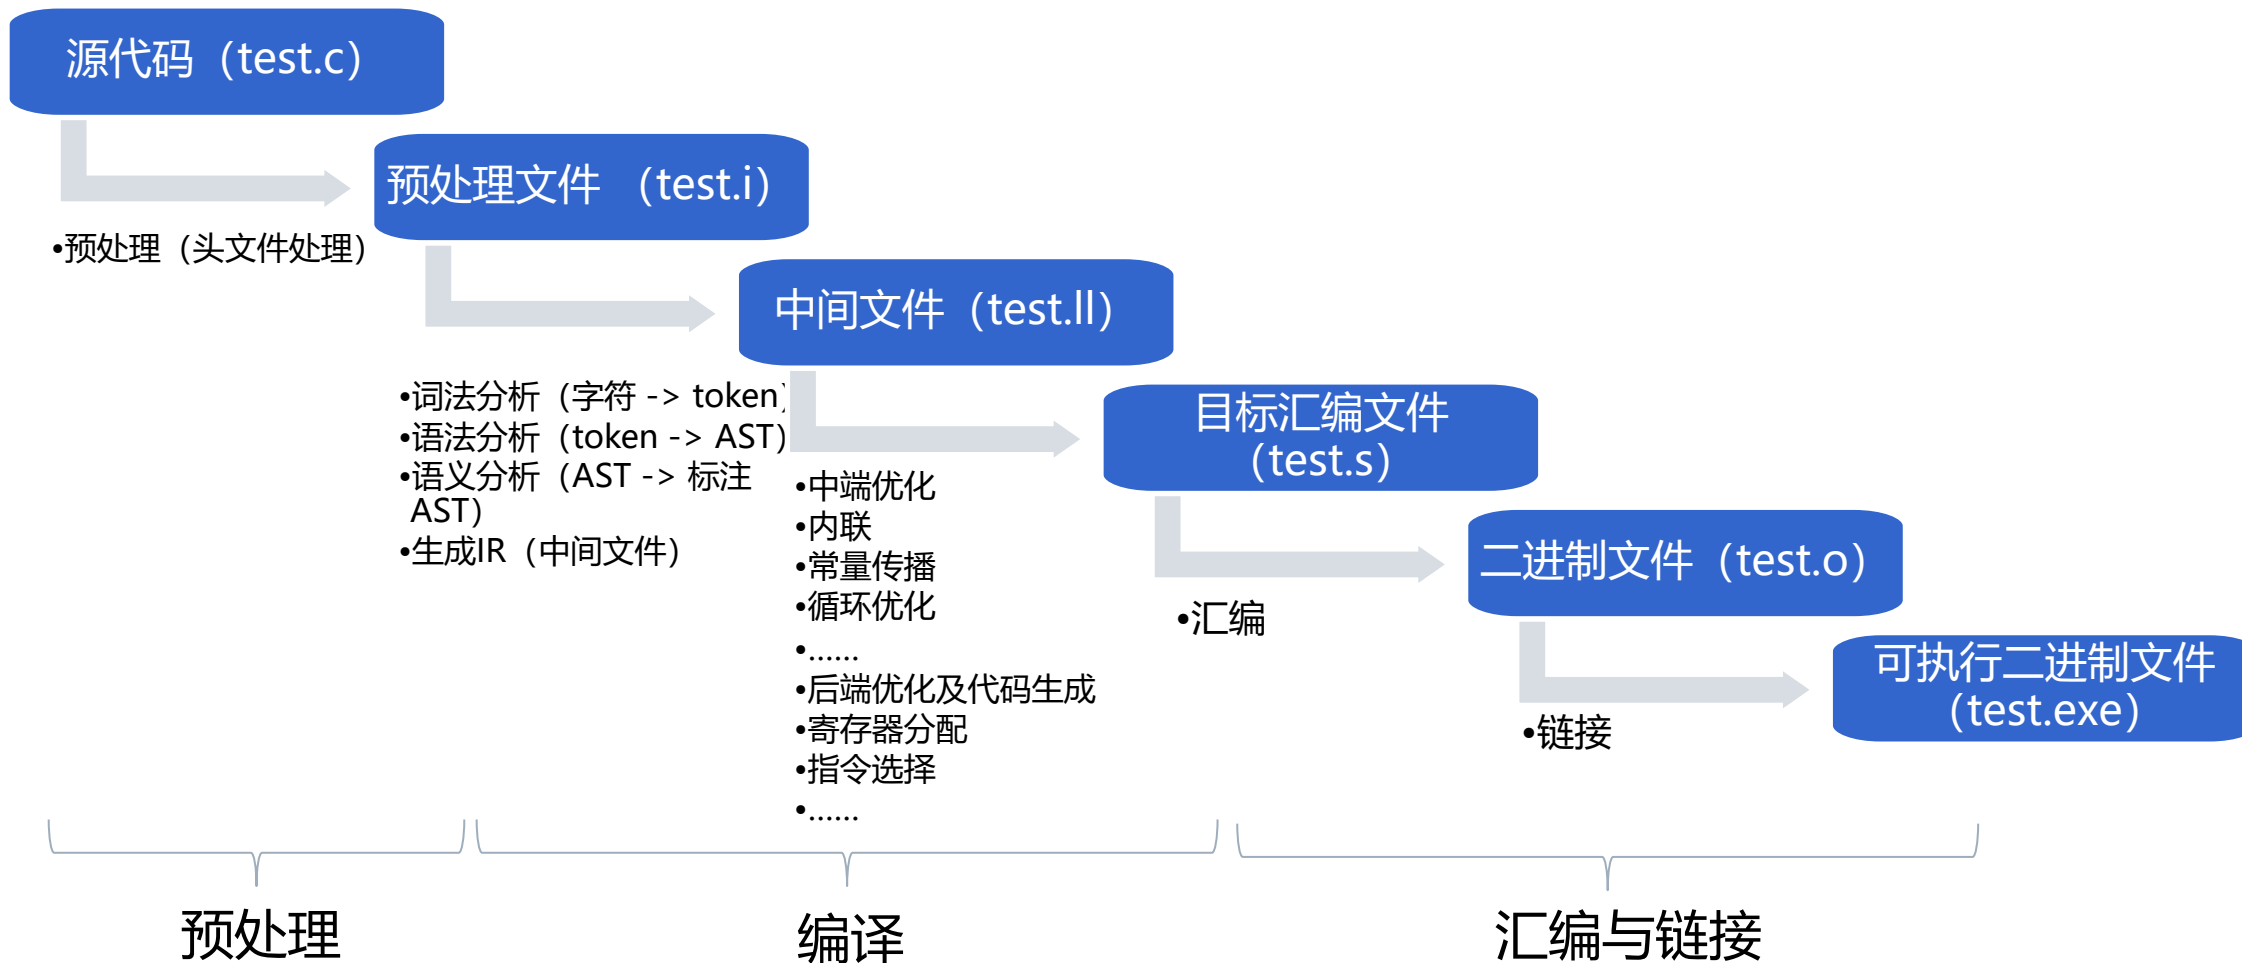 源代码（test.c）
预处理文件 （test.i）
•预处理（头文件处理）
中间文件（test.ll）
•词法分析（字符 -> token）
•语法分析（token -> AST）
•语义分析（AST -> 标注
AST）
•生成IR（中间文件）
目标汇编文件
（test.s）
•中端优化
•内联
•常量传播
•循环优化
•......
•后端优化及代码生成
•寄存器分配
•指令选择
•......
二进制文件（test.o）
•汇编
可执行二进制文件
（test.exe）
•链接
预处理
编译
汇编与链接